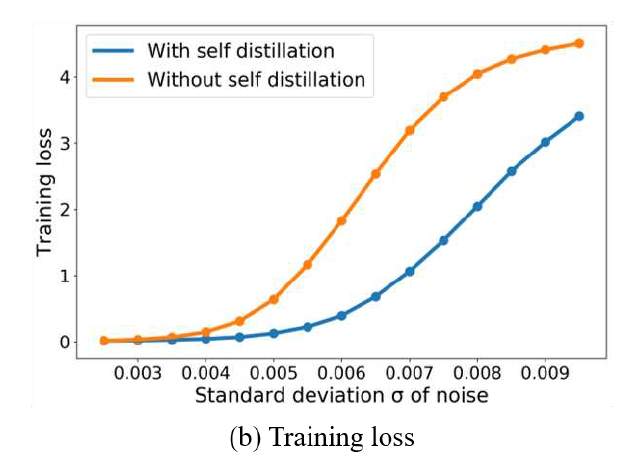 With self distillation
Without self distillation
4
3
2
1
0
Training loss
0.003 0.004 0.005 0.006 0.007 0.008 0.009
Standard deviation σ of noise
(b) Training loss